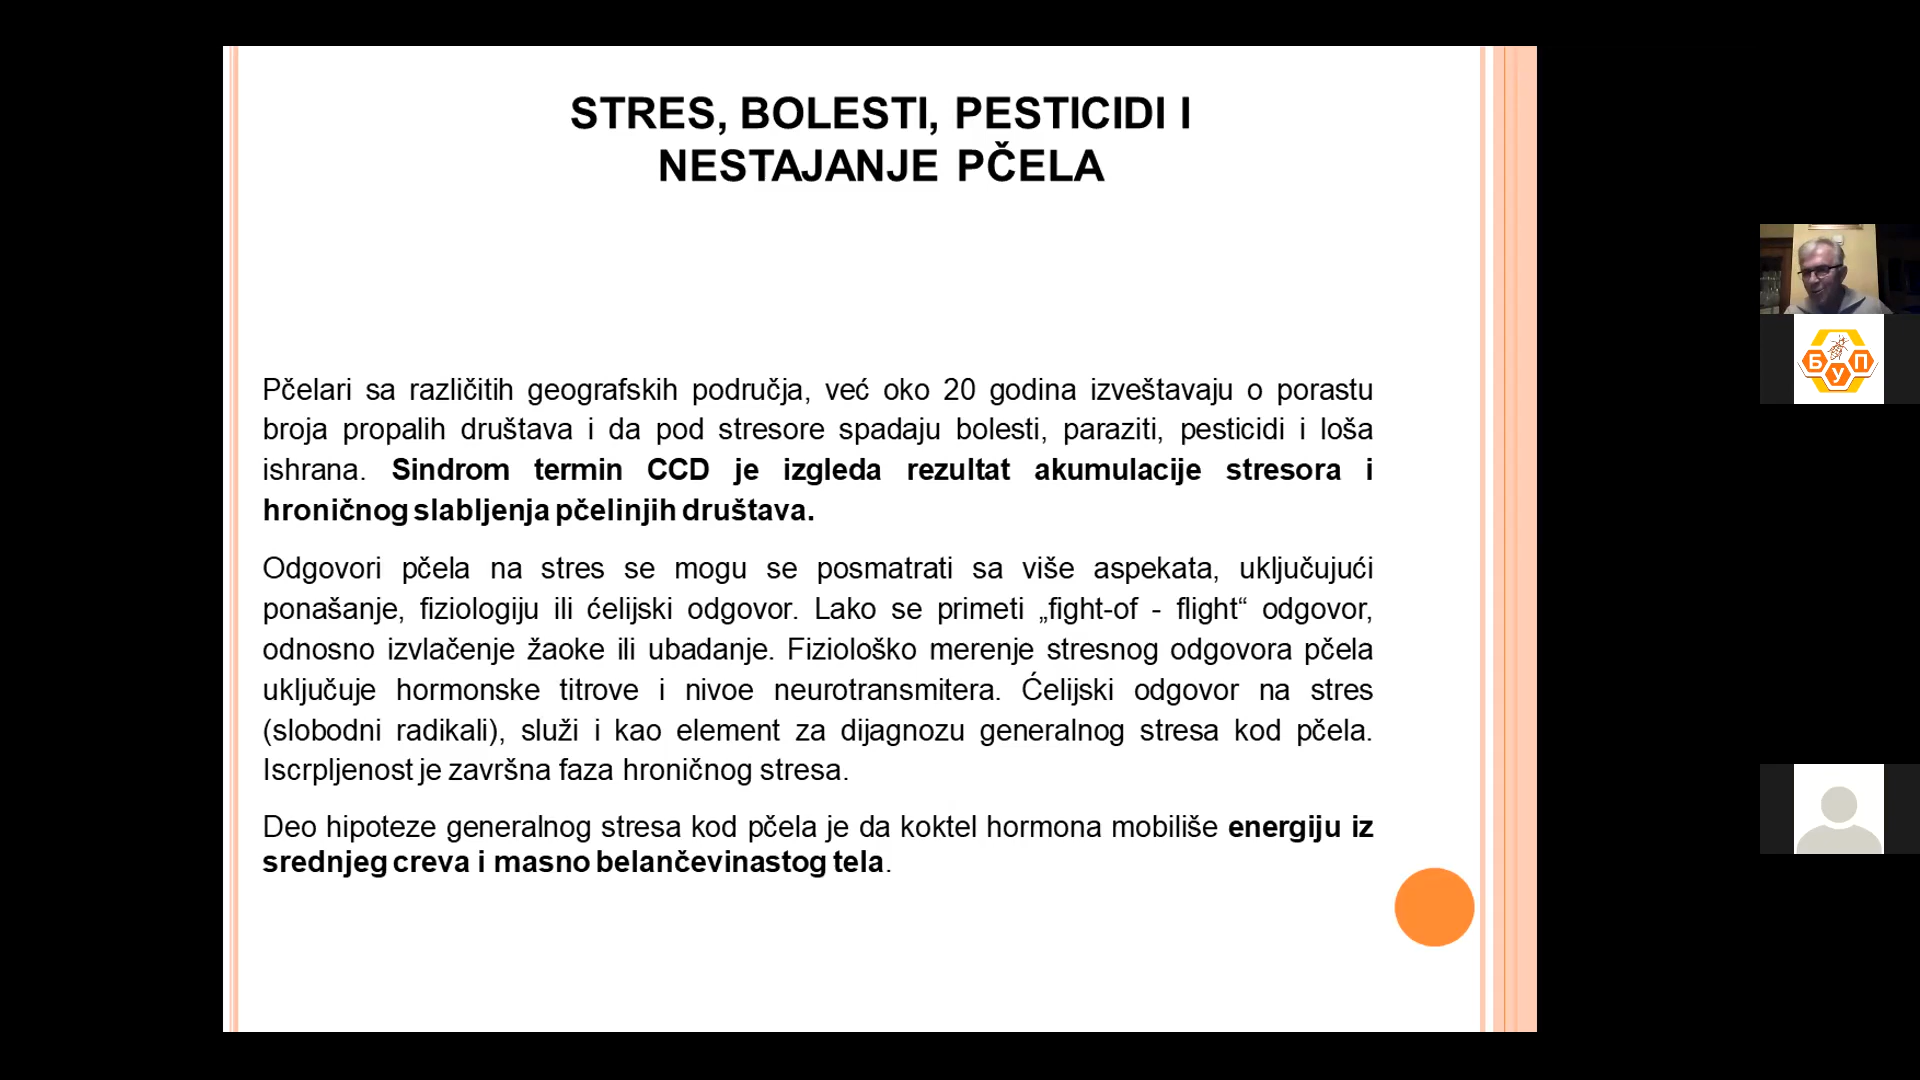 STRES, BOLESTI, PESTICIDI I
NESTAJANJE PČELA
Pčelari sa različitih geografskih područja, već oko 20 godina izveštavaju o porastu
broja propalih društava i da pod stresore spadaju bolesti, paraziti, pesticidi i loša
ishrana. Sindrom termin CCD je izgleda rezultat akumulacije stresora i
hroničnog slabljenja pčelinjih društava.
Odgovori pčela na stres se mogu se posmatrati sa više aspekata, uključujući
ponašanje, fiziologiju ili ćelijski odgovor. Lako se primeti „fight-of - flight“ odgovor,
odnosno izvlačenje žaoke ili ubadanje. Fiziološko merenje stresnog odgovora pčela
uključuje hormonske titrove i nivoe neurotransmitera. Ćelijski odgovor na stres
(slobodni radikali), služi i kao element za dijagnozu generalnog stresa kod pčela.
Iscrpljenost je završna faza hroničnog stresa.
Deo hipoteze generalnog stresa kod pčela je da koktel hormona mobiliše energiju iz
srednjeg creva i masno belančevinastog tela.
Б У П